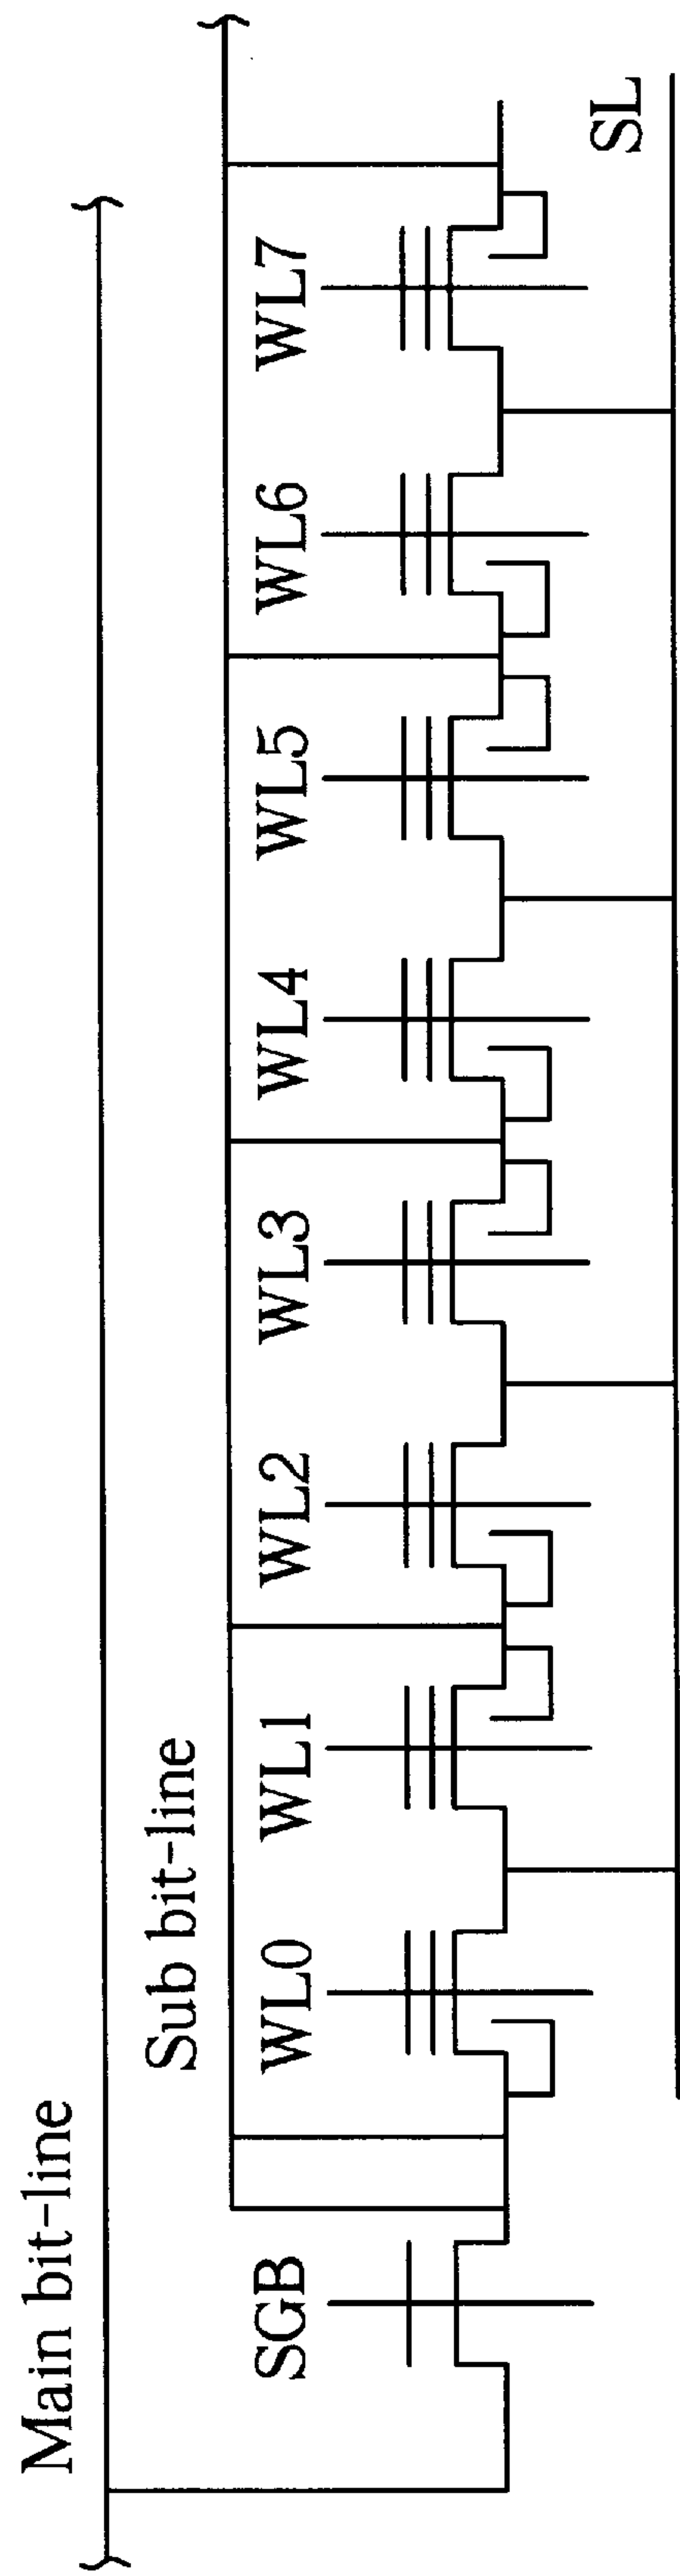 Main bit-line
Sub bit-line
SGB
WL0
WL1
WL2
WL3
WL4
WL5
WL6
WL7
SL